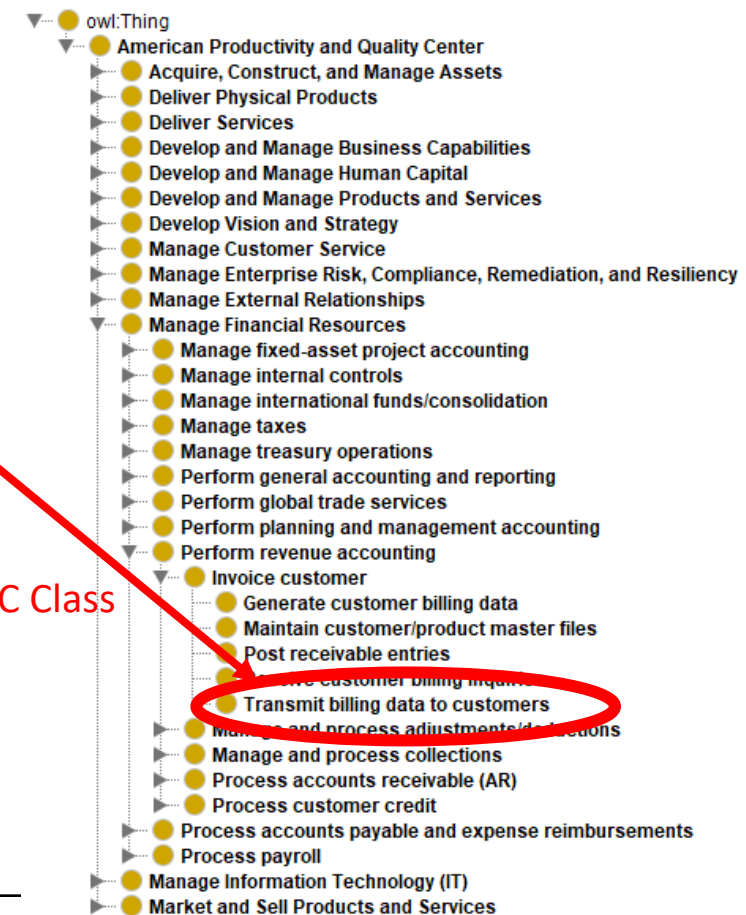 owl:Thing
American Productivity and Quality Center
Acquire, Construct, and Manage Assets
Deliver Physical Products
Deliver Services
Develop and Manage Business Capabilities
Develop and Manage Human Capital
Develop and Manage Products and Services
Develop Vision and Strategy
Manage Customer Service
Manage Enterprise Risk, Compliance, Remediation, and Resiliency
Manage External Relationships
Manage Financial Resources
Manage fixed-asset project accounting
Manage internal controls
Manage international funds/consolidation
Manage taxes
Manage treasury operations
Perform general accounting and reporting
Perform global trade services
Perform planning and management accounting
Perform revenue accounting
Invoice customer
C Class
Generate customer billing data
Maintain customer/product master files
Post receivable entries
customer billing
Transmit billing data to customers
Manage and process adjustments/deductions
Manage and process collections
Process accounts receivable (AR)
Process customer credit
Process accounts payable and expense reimbursements
Process payroll
Manage Information Technology (IT)
Market and Sell Products and Services